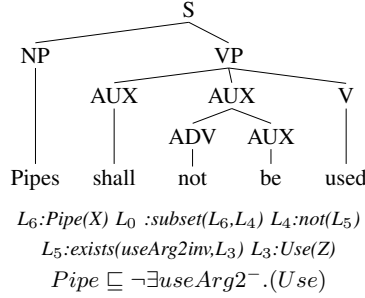 S
NP VP
AUX AUX V
ADV AUX
Pipes shall not be used
L₆:Pipe(X) L₀ :subset(L₆,L₄) L₄:not(L₅)
L₅:exists(useArg2inv,L₃) L₃:Use(Z)
Pipe ⊑ ¬∃useArg2⁻.(Use)